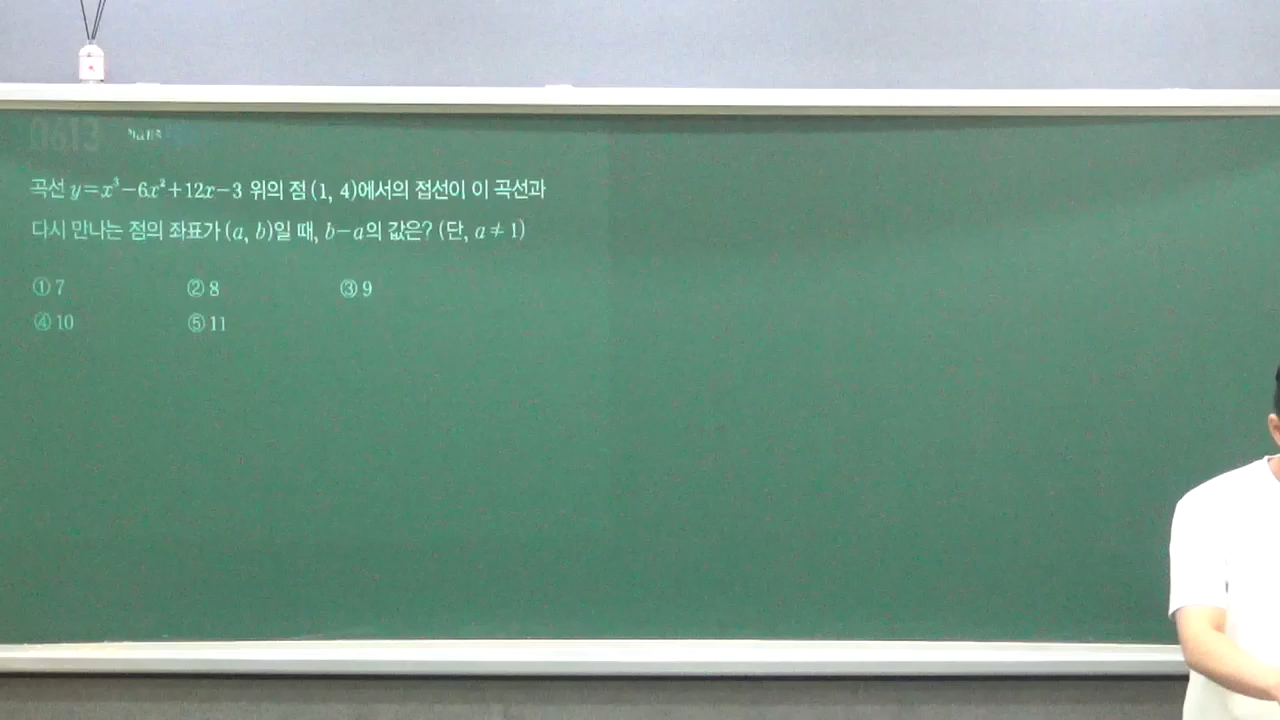 0613
곡선 y=x³-6x²+12x-3 위의 점 (1, 4)에서의 접선이 이 곡선과
다시 만나는 점의 좌표가 (a, b)일 때, b-a의 값은? (단, a≠1)
① 7 ② 8 ③ 9
④ 10 ⑤ 11